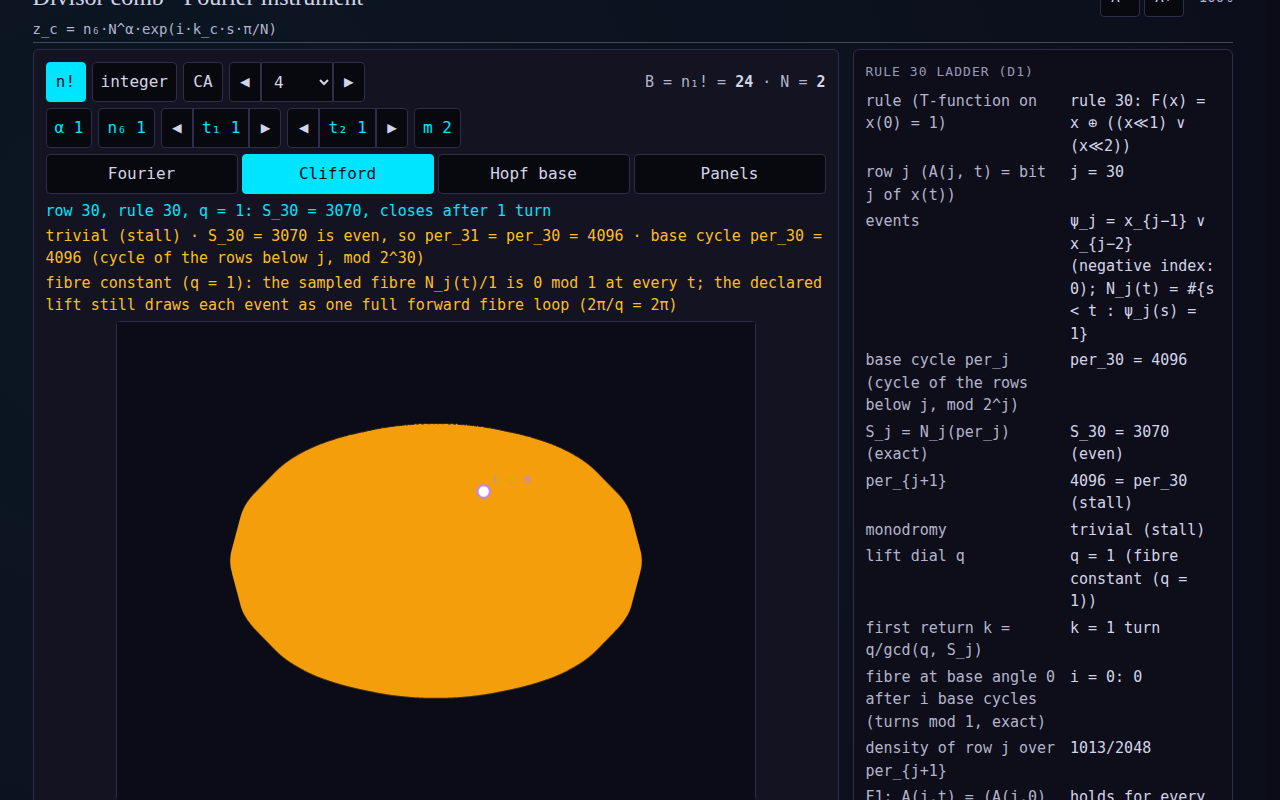 z_c = n₆·N^α·exp(i·k_c·s·π/N)
n! integer CA ◀ 4 ▶ B = n₁! = 24 · N = 2
α 1 n₆ 1 ◀ t₁ 1 ▶ ◀ t₂ 1 ▶ m 2
Fourier Clifford Hopf base Panels
row 30, rule 30, q = 1: S_30 = 3070, closes after 1 turn
trivial (stall) · S_30 = 3070 is even, so per_31 = per_30 = 4096 · base cycle per_30 =
4096 (cycle of the rows below j, mod 2^30)
fibre constant (q = 1): the sampled fibre N_j(t)/1 is 0 mod 1 at every t; the declared
lift still draws each event as one full forward fibre loop (2π/q = 2π)
RULE 30 LADDER (D1)
rule (T-function on
x(0) = 1)
rule 30: F(x) =
x ⊕ ((x≪1) ∨
(x≪2))
row j (A(j, t) = bit
j of x(t))
j = 30
events
ψ_j = x_{j−1} ∨
x_{j−2}
(negative index:
0); N_j(t) = #{s
< t : ψ_j(s) =
1}
base cycle per_j
(cycle of the rows
below j, mod 2^j)
per_30 = 4096
S_j = N_j(per_j)
(exact)
S_30 = 3070
(even)
per_{j+1}
4096 = per_30
(stall)
monodromy
trivial (stall)
lift dial q
q = 1 (fibre
constant (q =
1))
first return k =
q/gcd(q, S_j)
k = 1 turn
fibre at base angle 0
after i base cycles
(turns mod 1, exact)
i = 0: 0
density of row j over
per_{j+1}
1013/2048
holds for every